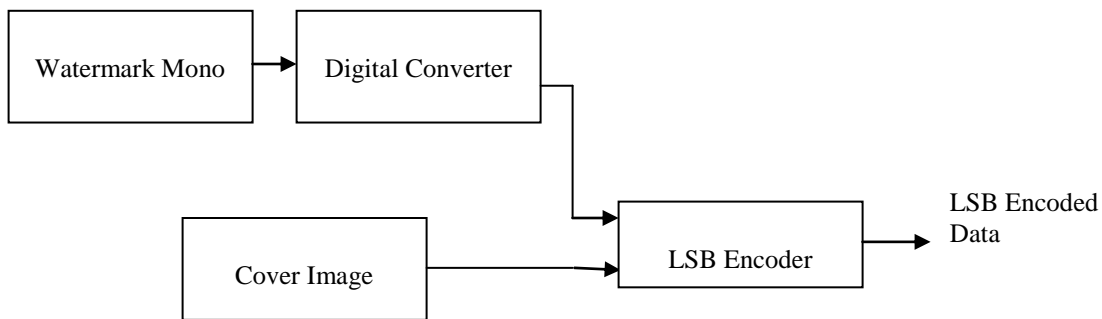 Watermark Mono
Digital Converter
LSB Encoded
Data
LSB Encoder
Cover Image